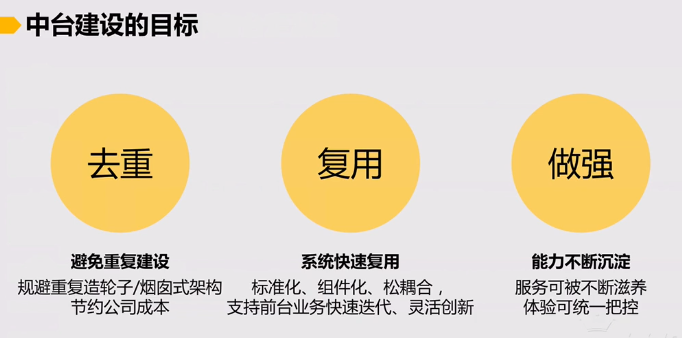 中台建设的目标
去重
复用
做强
避免重复建设
规避重复造轮子/烟囱式架构
节约公司成本
系统快速复用
标准化、组件化、松耦合，
支持前台业务快速迭代、灵活创新
能力不断沉淀
服务可被不断滋养
体验可统一把控